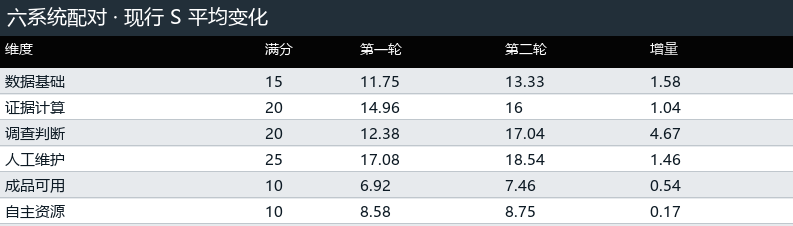 六系统配对 · 现行 S 平均变化
维度 满分 第一轮 第二轮 增量
数据基础 15 11.75 13.33 1.58
证据计算 20 14.96 16 1.04
调查判断 20 12.38 17.04 4.67
人工维护 25 17.08 18.54 1.46
成品可用 10 6.92 7.46 0.54
自主资源 10 8.58 8.75 0.17